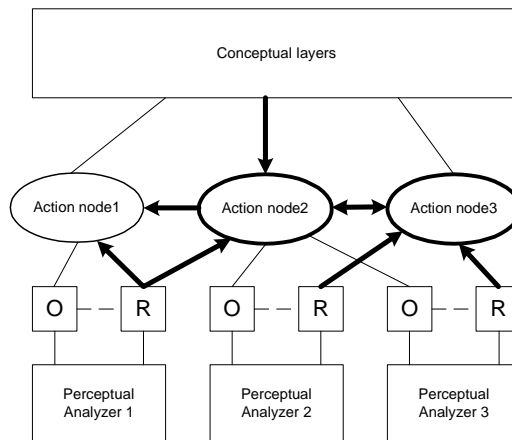 Conceptual layers
Action node1
Action node2
Action node3
O
R
O
R
O
R
Perceptual
Analyzer 1
Perceptual
Analyzer 2
Perceptual
Analyzer 3